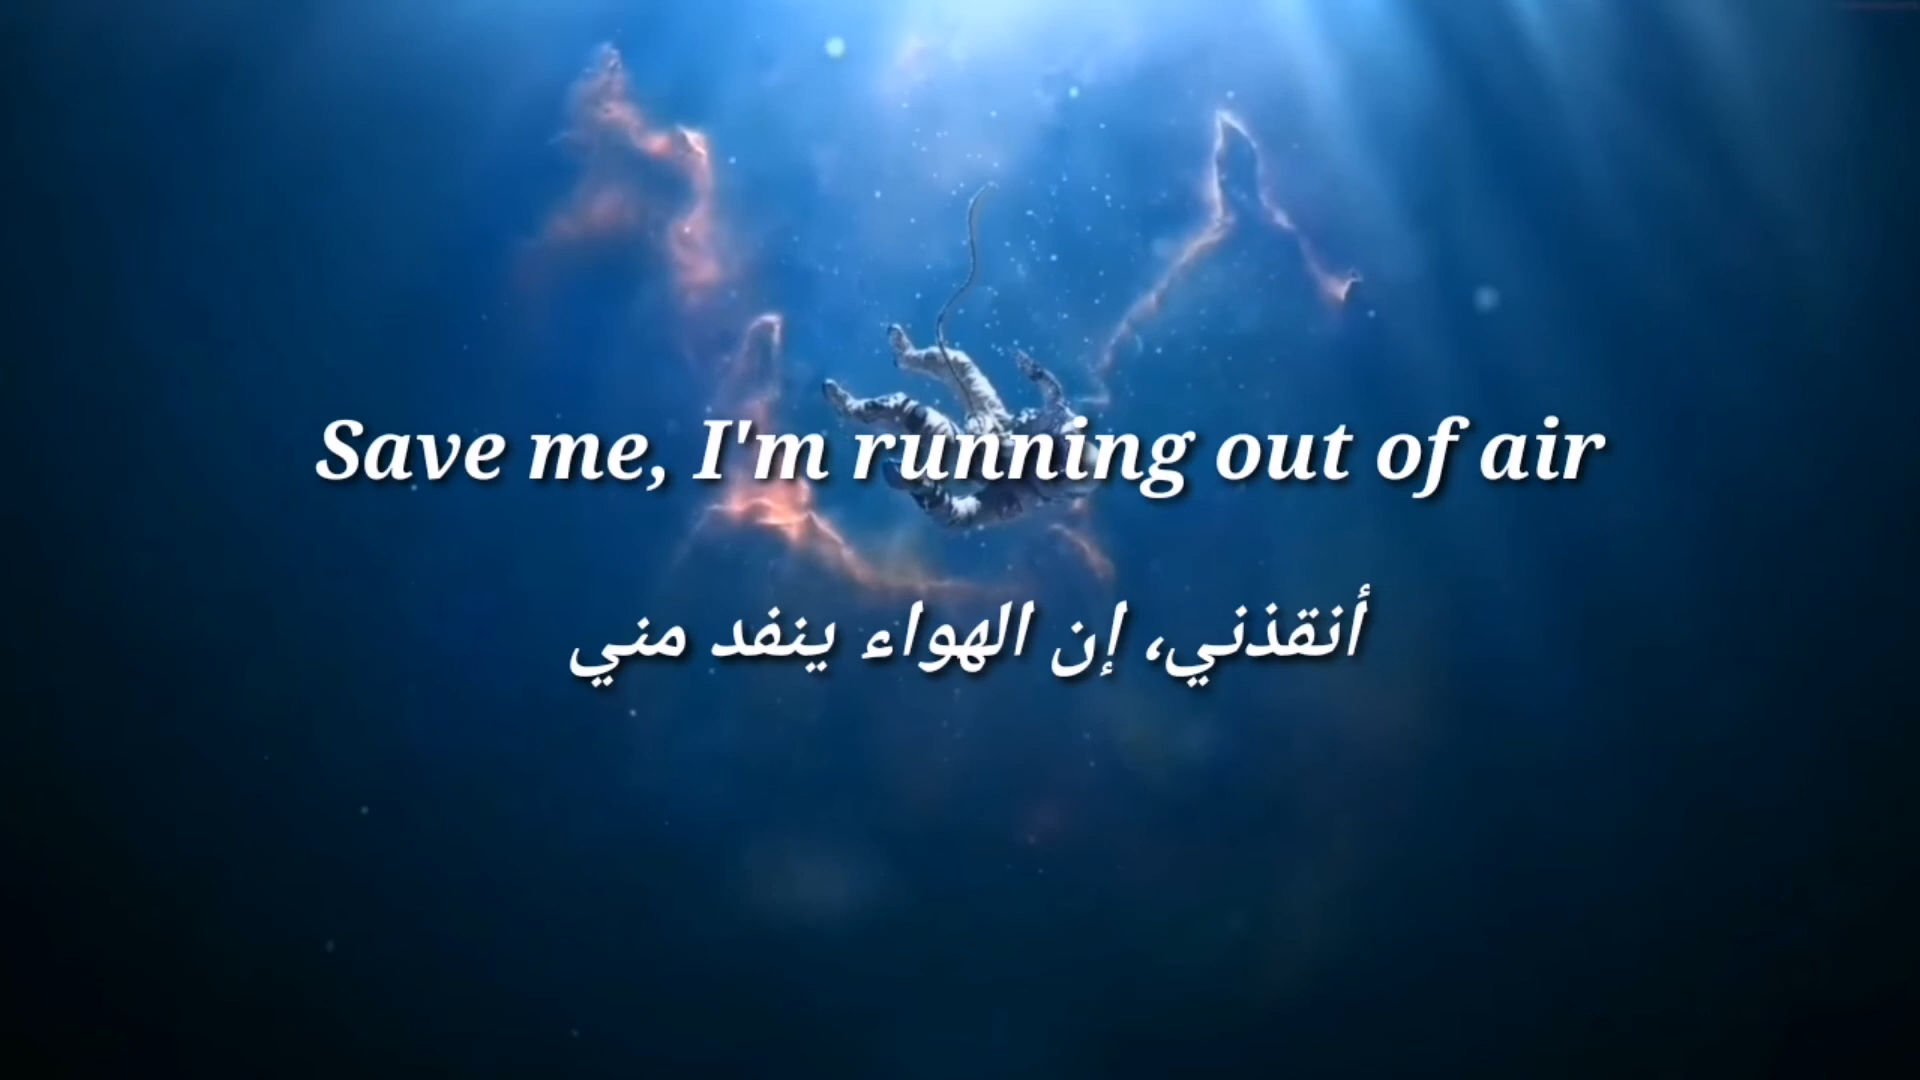 Save me, I'm running out of air
أنقذني، إن الهواء ينفد مني